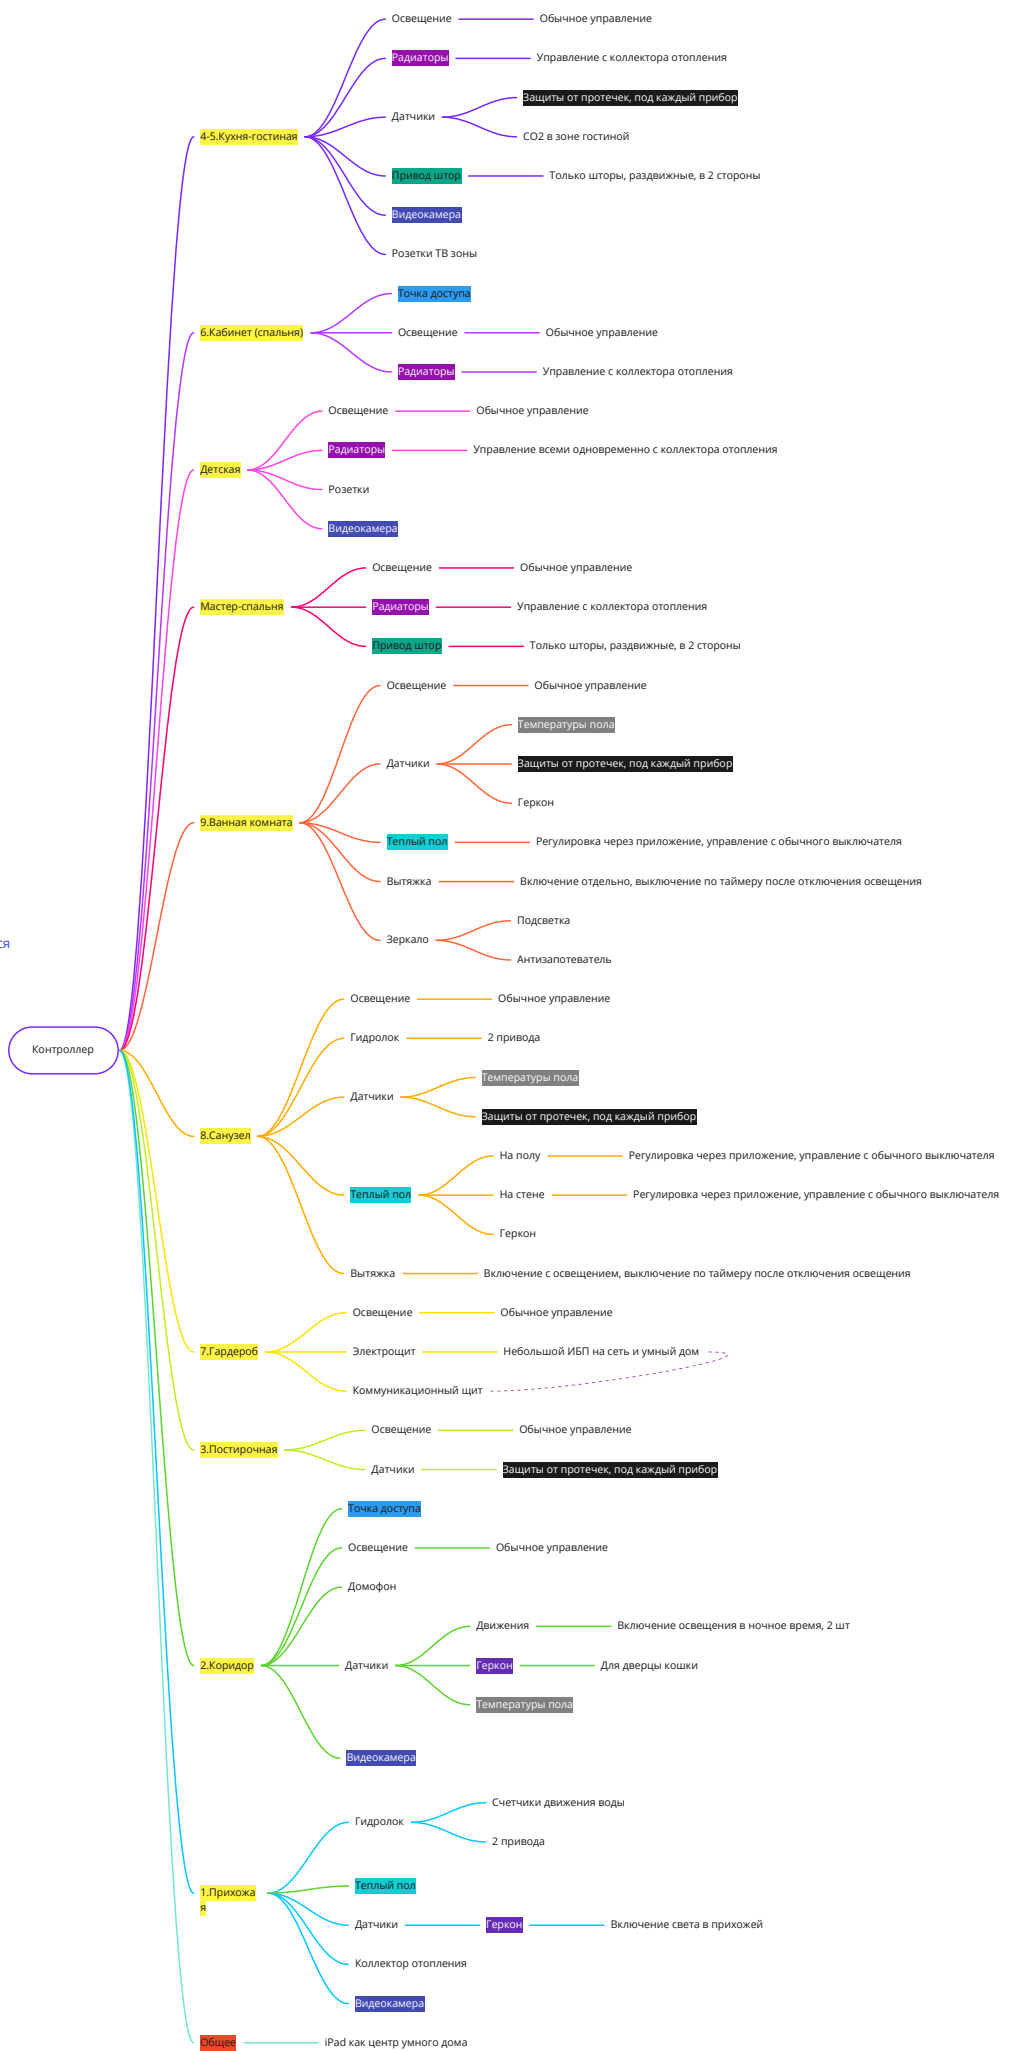 Освещение
Обычное управление
Радиаторы
Управление с коллектора отопления
Датчики
Защиты от протечек, под каждый прибор
СО2 в зоне гостиной
4-5.Кухня-гостиная
Привод штор
Только шторы, раздвижные, в 2 стороны
Видеокамера
Розетки ТВ зоны
Точка доступа
6.Кабинет (спальня)
Освещение
Обычное управление
Радиаторы
Управление с коллектора отопления
Освещение
Обычное управление
Радиаторы
Управление всеми одновременно с коллектора отопления
Детская
Розетки
Видеокамера
Освещение
Обычное управление
Мастер-спальня
Радиаторы
Управление с коллектора отопления
Привод штор
Только шторы, раздвижные, в 2 стороны
Освещение
Обычное управление
Датчики
Температуры пола
Защиты от протечек, под каждый прибор
Геркон
9.Ванная комната
Теплый пол
Регулировка через приложение, управление с обычного выключателя
Вытяжка
Включение отдельно, выключение по таймеру после отключения освещения
Зеркало
Подсветка
Антизапотеватель
ся
Контроллер
Освещение
Обычное управление
Гидролок
2 привода
Датчики
Температуры пола
Защиты от протечек, под каждый прибор
8.Санузел
Теплый пол
На полу
Регулировка через приложение, управление с обычного выключателя
На стене
Регулировка через приложение, управление с обычного выключателя
Геркон
Вытяжка
Включение с освещением, выключение по таймеру после отключения освещения
Освещение
Обычное управление
7.Гардероб
Электрощит
Небольшой ИБП на сеть и умный дом
Коммуникационный щит
Освещение
Обычное управление
3.Постирочная
Датчики
Защиты от протечек, под каждый прибор
Точка доступа
Освещение
Обычное управление
Домофон
2.Коридор
Датчики
Движения
Включение освещения в ночное время, 2 шт
Геркон
Для дверцы кошки
Температуры пола
Видеокамера
Гидролок
Счетчики движения воды
2 привода
1.Прихожа
я
Теплый пол
Датчики
Геркон
Включение света в прихожей
Коллектор отопления
Видеокамера
Общее
iPad как центр умного дома